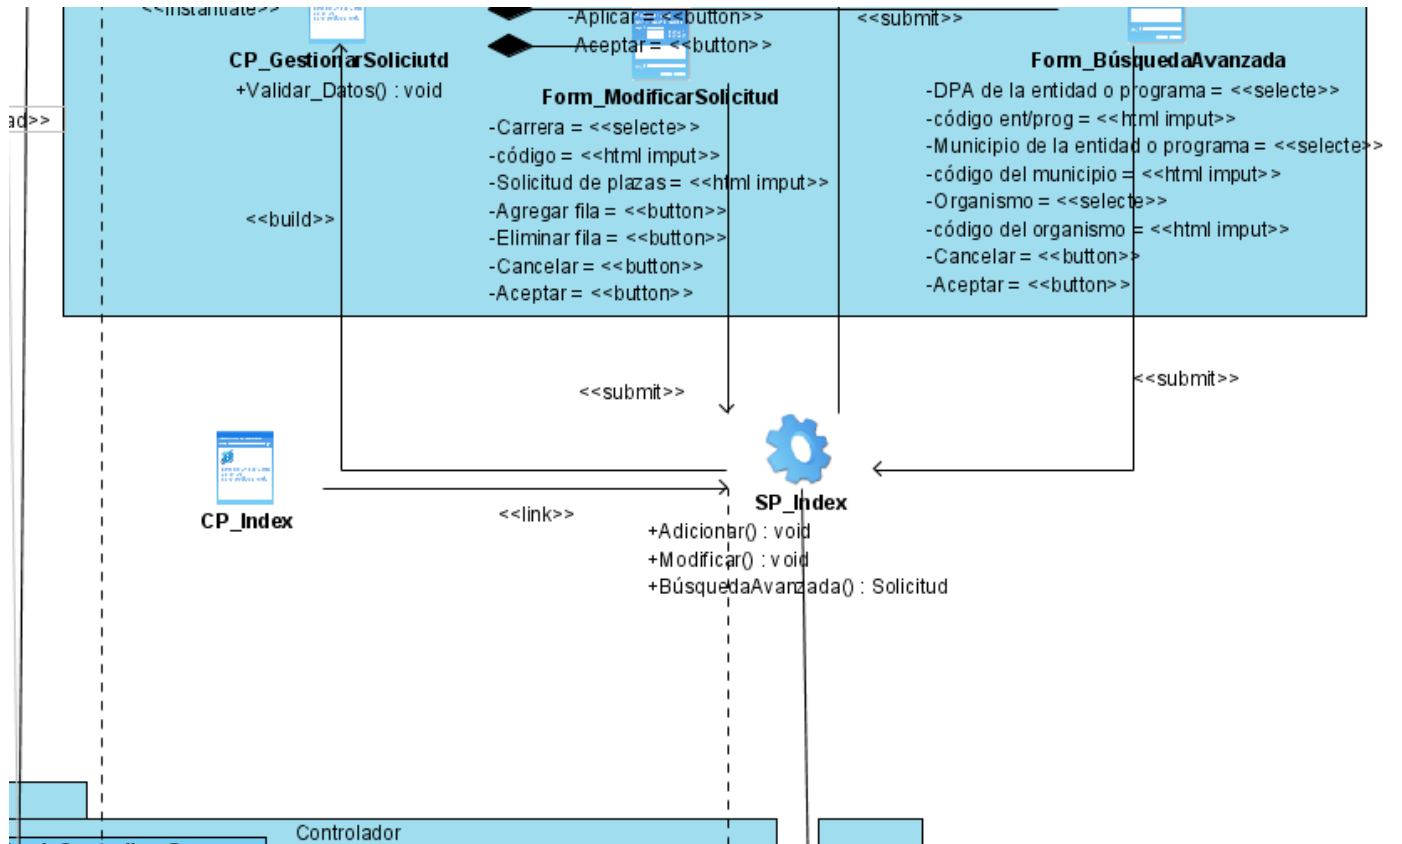 <<instantiate>>
-Aplicar = <<button>>
<<submit>>
Aceptar = <<button>>
CP_GestionarSoliciutd
+Validar_Datos() : void
Form_BúsquedaAvanzada
-DPA de la entidad o programa = <<selecte>>
-código ent/prog = <<html imput>>
-Municipio de la entidad o programa = <<selecte>>
-código del municipio = <<html imput>>
-Organismo = <<selecte>>
-código del organismo = <<html imput>>
-Cancelar = <<button>>
-Aceptar = <<button>>
Form_ModificarSolicitud
-Carrera = <<selecte>>
-código = <<html imput>>
-Solicitud de plazas = <<html imput>>
-Agregar fila = <<button>>
-Eliminar fila = <<button>>
-Cancelar = <<button>>
-Aceptar = <<button>>
ad>>
<<build>>
<<submit>>
<<submit>>
CP_Index
<<link>>
SP_Index
+Adicionar() : void
+Modificar() : void
+BúsquedaAvanzada() : Solicitud
Controlador